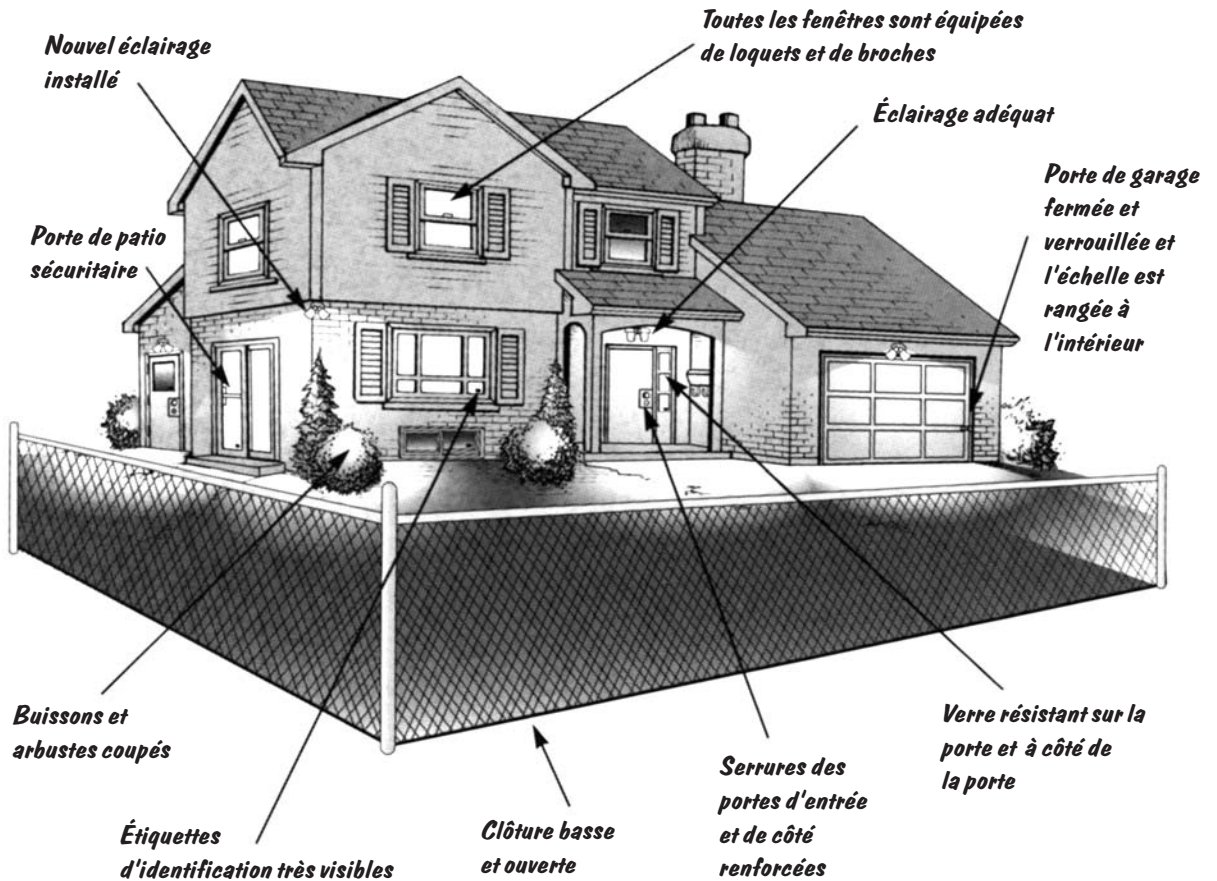 Toutes les fenêtres sont équipées
de loquets et de broches
Nouvel éclairage
installé
Éclairage adéquat
Porte de garage
fermée et
verrouillée et
l'échelle est
rangée à
l'intérieur
Porte de patio
sécuritaire
Buissons et
arbustes coupés
Verre résistant sur la
porte et à côté de
la porte
Serrures des
portes d'entrée
et de côté
renforcées
Étiquettes
d'identification très visibles
Clôture basse
et ouverte